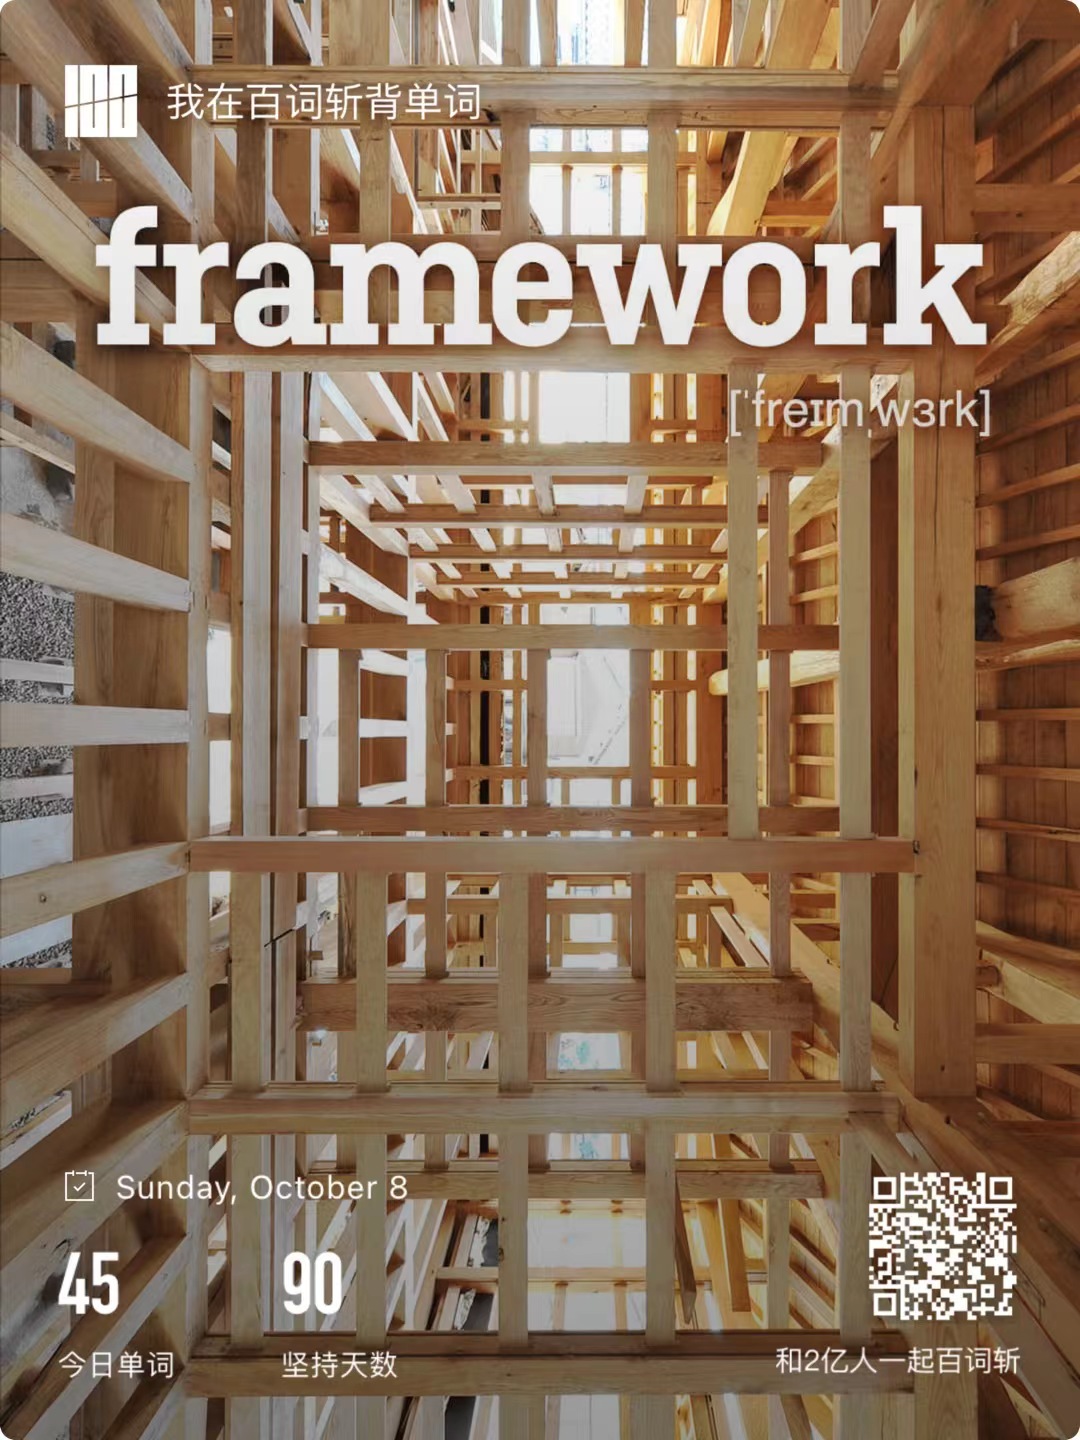 100 我在百词斩背单词
framework
[ˈfreɪmˌwɜrk]
Sunday, October 8
45 90
今日单词 坚持天数
和2亿人一起百词斩